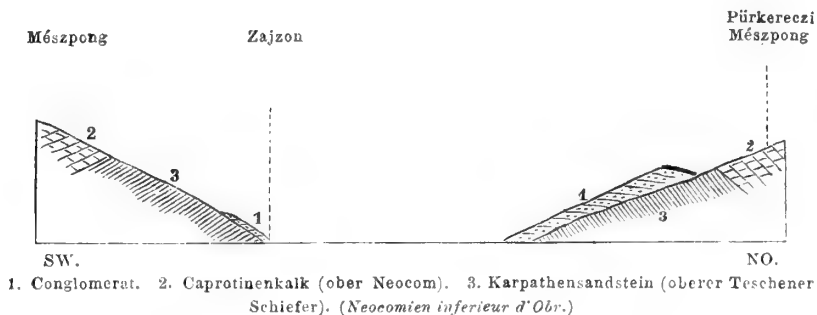 Mészpong
Zajzon
Pürkereczi
Mészpong
2
3
1
1
2
3
SW.
NO.
1. Conglomerat. 2. Caprotinenkalk (ober Neocom). 3. Karpathensandstein (oberer Teschener
Schiefer). (Neocomien inferieur d'Obr.)